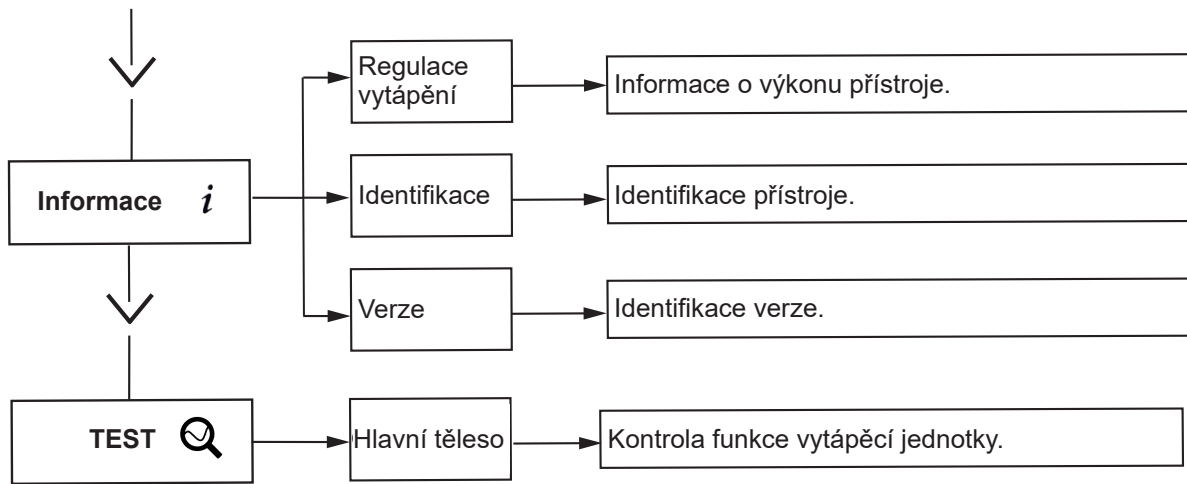 Regulace
vytápění
Informace o výkonu přístroje.
Informace i
Identifikace
Identifikace přístroje.
Verze
Identifikace verze.
TEST
Hlavní těleso
Kontrola funkce vytápěcí jednotky.